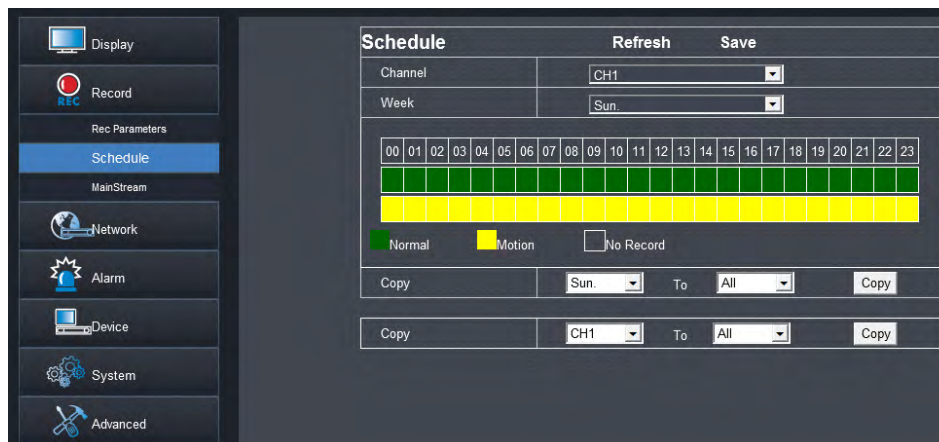 Display
REC
Record
Rec Parameters
Schedule
MainStream
Network
Alarm
Device
System
Advanced
Schedule Refresh Save
Channel CH1
Week Sun.
00 01 02 03 04 05 06 07 08 09 10 11 12 13 14 15 16 17 18 19 20 21 22 23
Normal Motion No Record
Copy Sun. To All Copy
Copy CH1 To All Copy